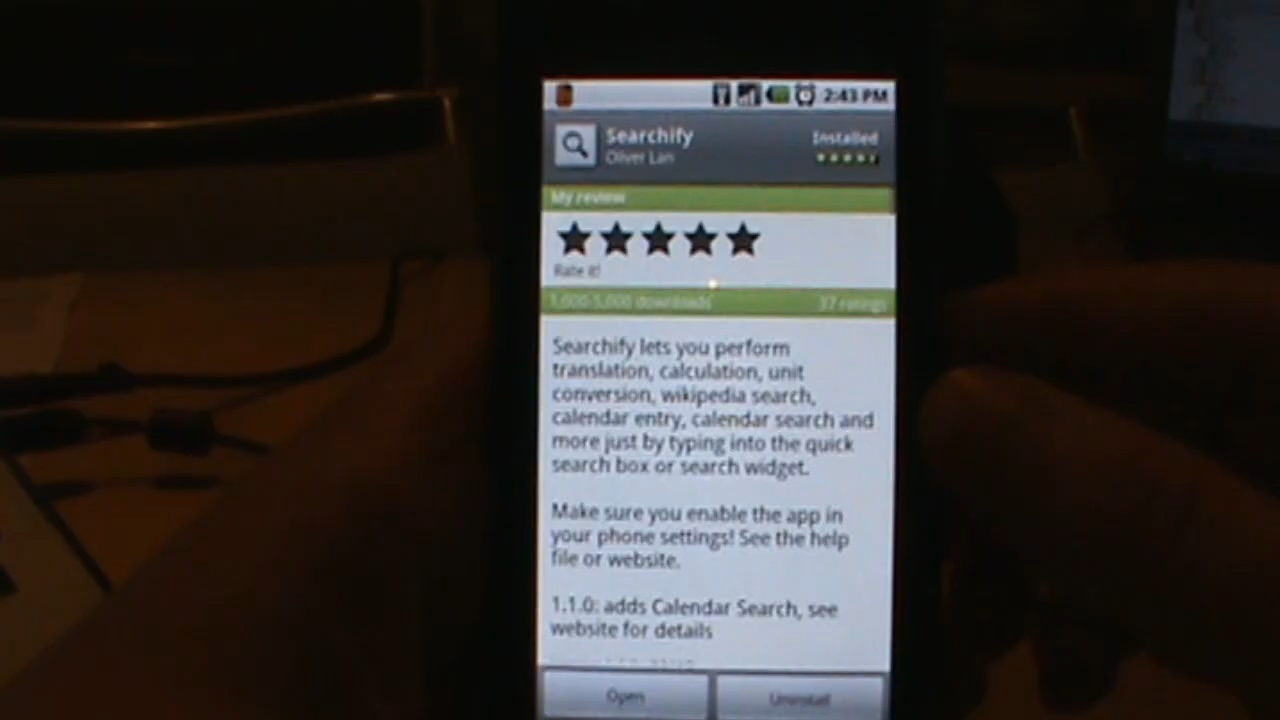 2:43 PM
Searchify
Installed
Oliver Lan
My review
Rate it!
1,000-5,000 downloads 37 ratings
Searchify lets you perform
translation, calculation, unit
conversion, wikipedia search,
calendar entry, calendar search and
more just by typing into the quick
search box or search widget.
Make sure you enable the app in
your phone settings! See the help
file or website.
1.1.0: adds Calendar Search, see
website for details
Open Uninstall